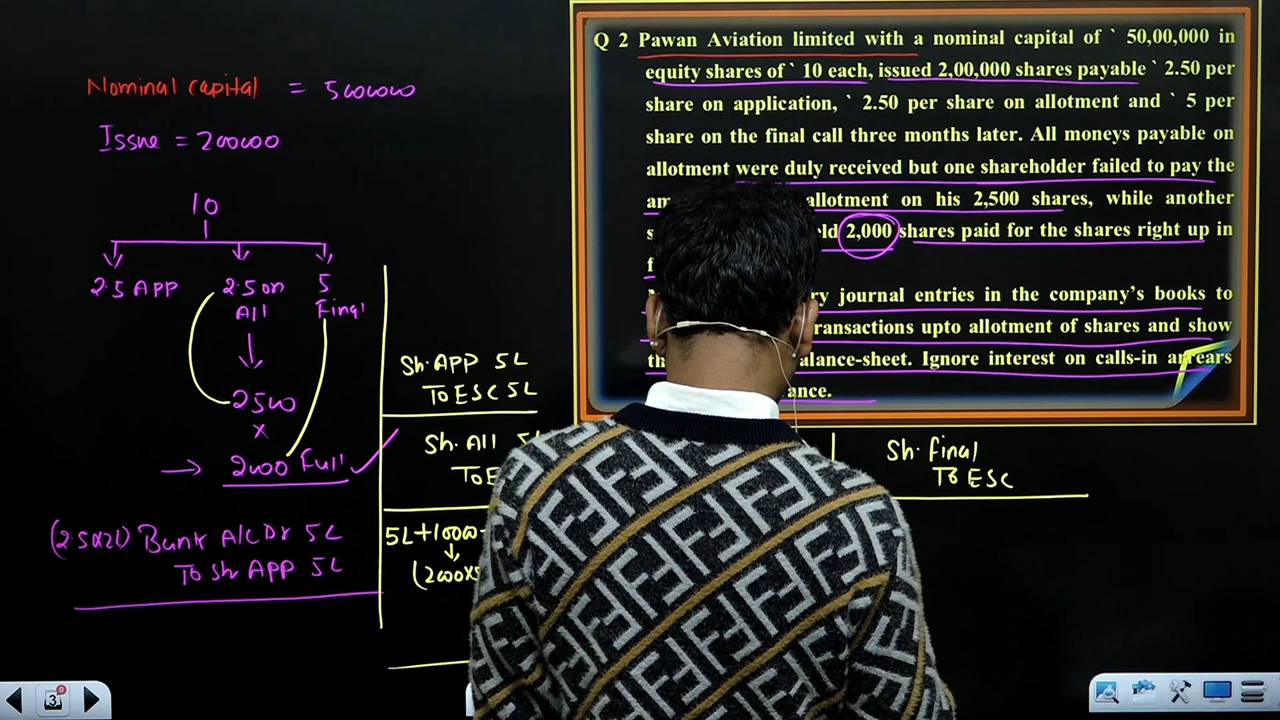 Nominal capital = 5000000
Issue = 200000
10
2.5 APP 2.5 on All 5 Final
2500
x
→ 2000 Full
(2.5x2L) Bank A/c Dr 5L
To Sh APP 5L
Sh. APP 5L
To ESC 5L
Sh. All 5L
To
5L+10000
(2000x5
Sh. final
To ESC
Q 2 Pawan Aviation limited with a nominal capital of ` 50,00,000 in
equity shares of ` 10 each, issued 2,00,000 shares payable ` 2.50 per
share on application, ` 2.50 per share on allotment and ` 5 per
share on the final call three months later. All moneys payable on
allotment were duly received but one shareholder failed to pay the
allotment on his 2,500 shares, while another
2,000 shares paid for the shares right up in
journal entries in the company's books to
ransactions upto allotment of shares and show
alance-sheet. Ignore interest on calls-in arrears
ance.
3